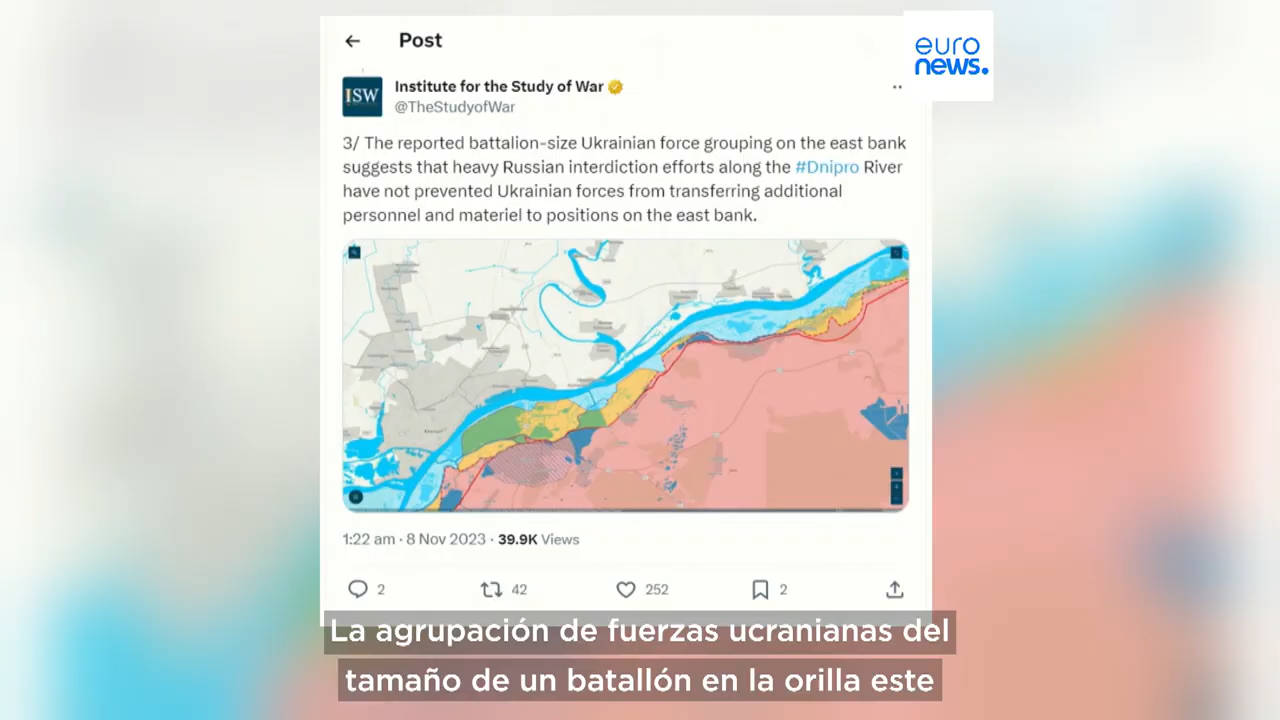 Post
euro
news.
ISW
Institute for the Study of War
@TheStudyofWar
3/ The reported battalion-size Ukrainian force grouping on the east bank
suggests that heavy Russian interdiction efforts along the #Dnipro River
have not prevented Ukrainian forces from transferring additional
personnel and materiel to positions on the east bank.
1:22 am · 8 Nov 2023 · 39.9K Views
2 42 252 2
La agrupación de fuerzas ucranianas del
tamaño de un batallón en la orilla este